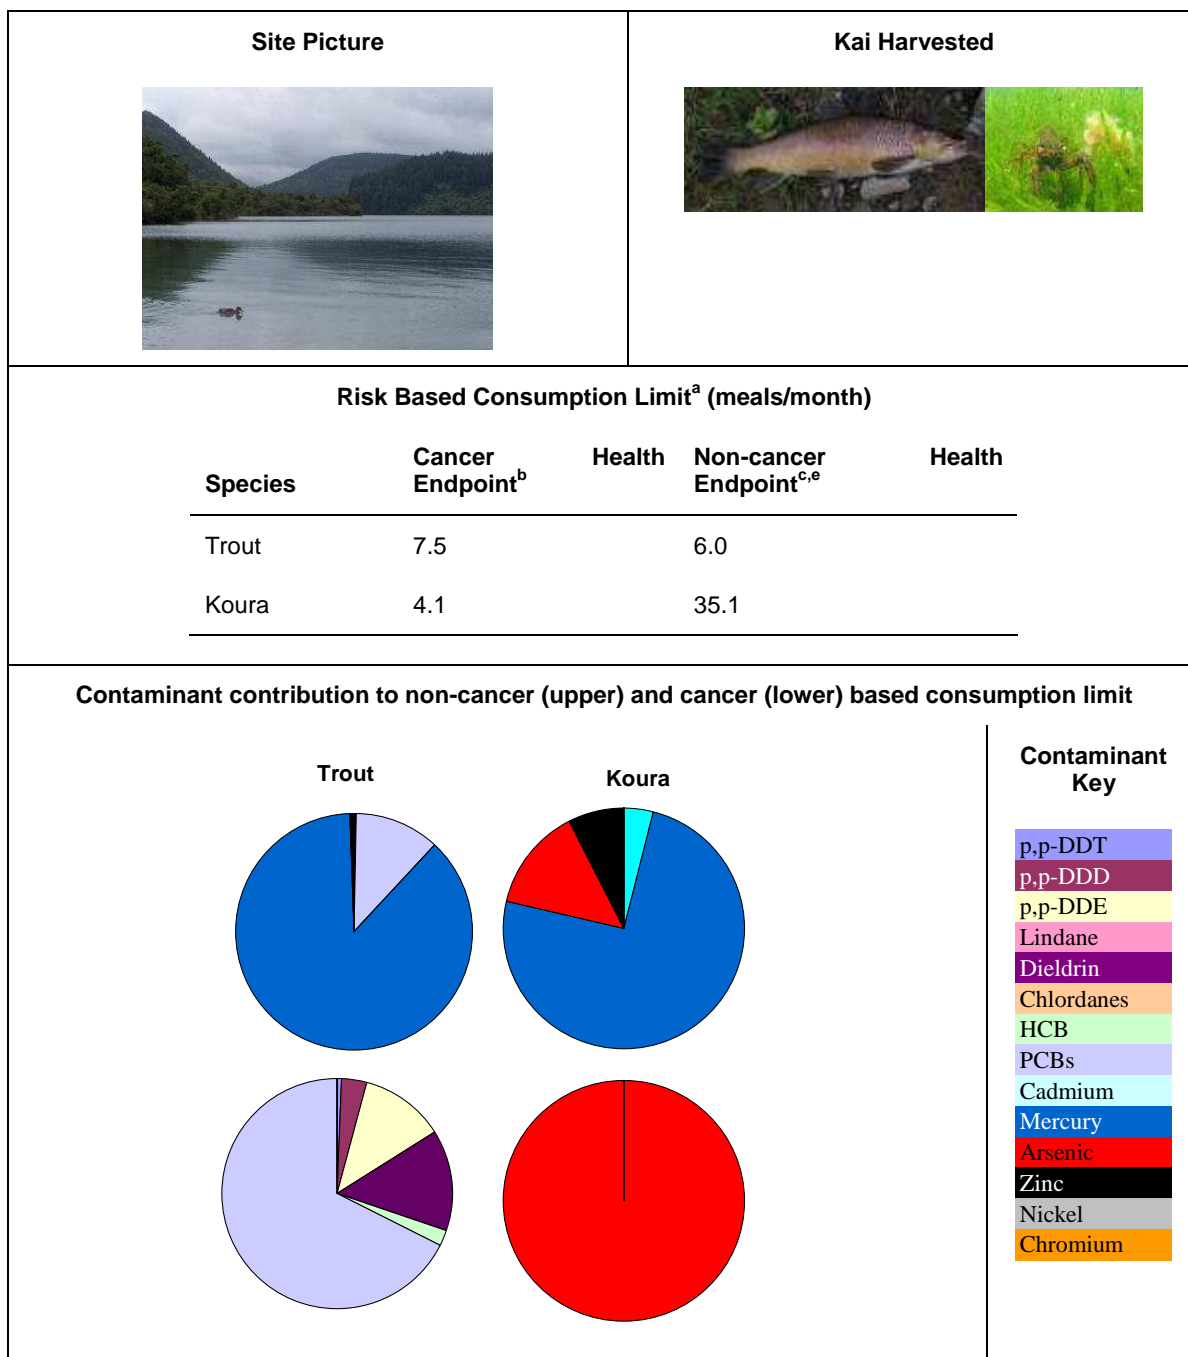 Site Picture
Kai Harvested
Risk Based Consumption Limitᵃ (meals/month)
Species
Cancer Health
Endpointᵇ
Non-cancer Health
Endpointᶜ,ᵉ
Trout 7.5 6.0
Koura 4.1 35.1
Contaminant contribution to non-cancer (upper) and cancer (lower) based consumption limit
Trout
Koura
Contaminant
Key
p,p-DDT
p,p-DDD
p,p-DDE
Lindane
Dieldrin
Chlordanes
HCB
PCBs
Cadmium
Mercury
Arsenic
Zinc
Nickel
Chromium